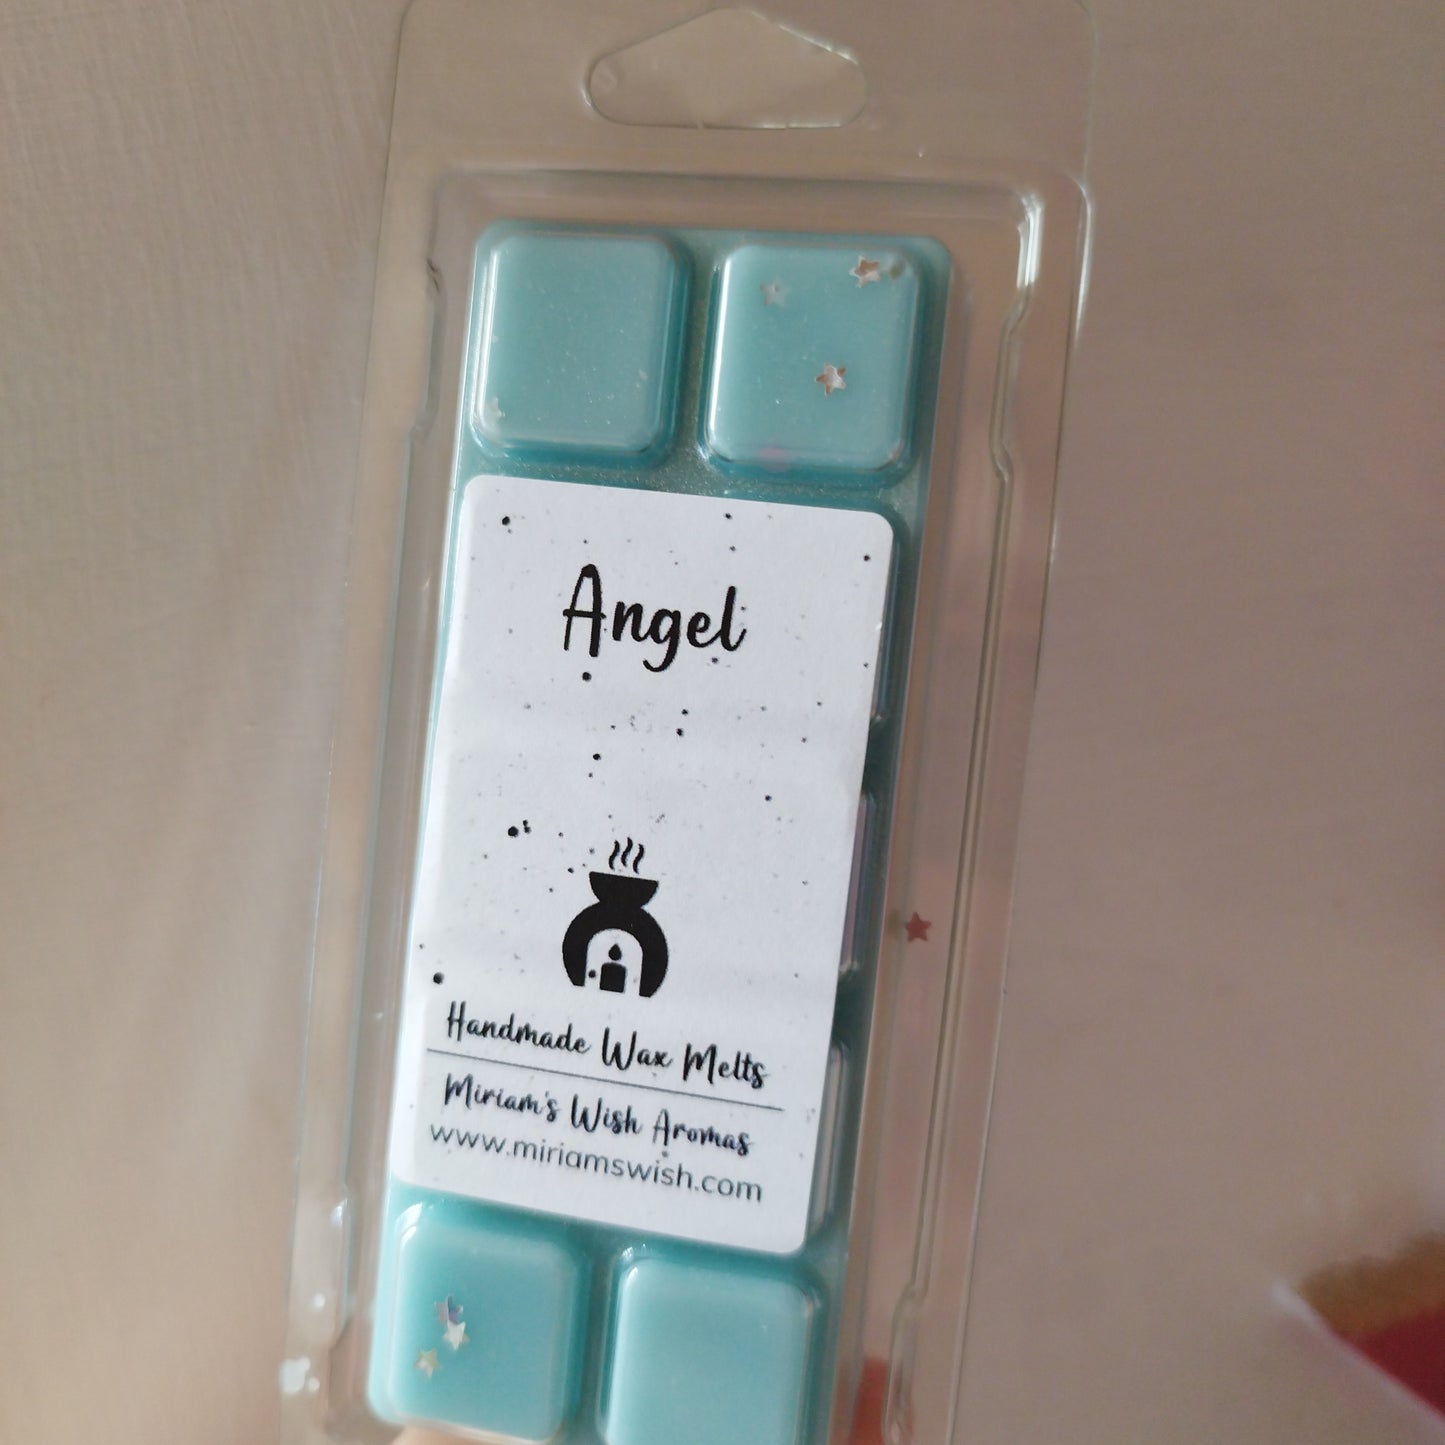 Angel
Handmade Wax Melts
Miriam's Wish Aromas
www.miriamswish.com